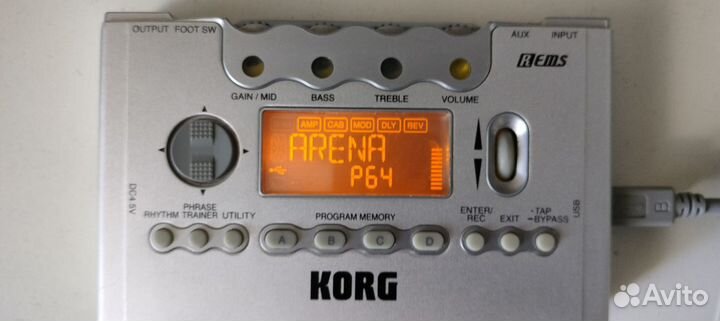 OUTPUT FOOT SW AUX INPUT
REMS
GAIN / MID BASS TREBLE VOLUME
AMP CAB MOD DLY REV
ARENA
P64
DC4.5V
USB
PHRASE
RHYTHM TRAINER UTILITY
PROGRAM MEMORY
ENTER/
REC EXIT -TAP
-BYPASS
A B C D
KORG
Avito